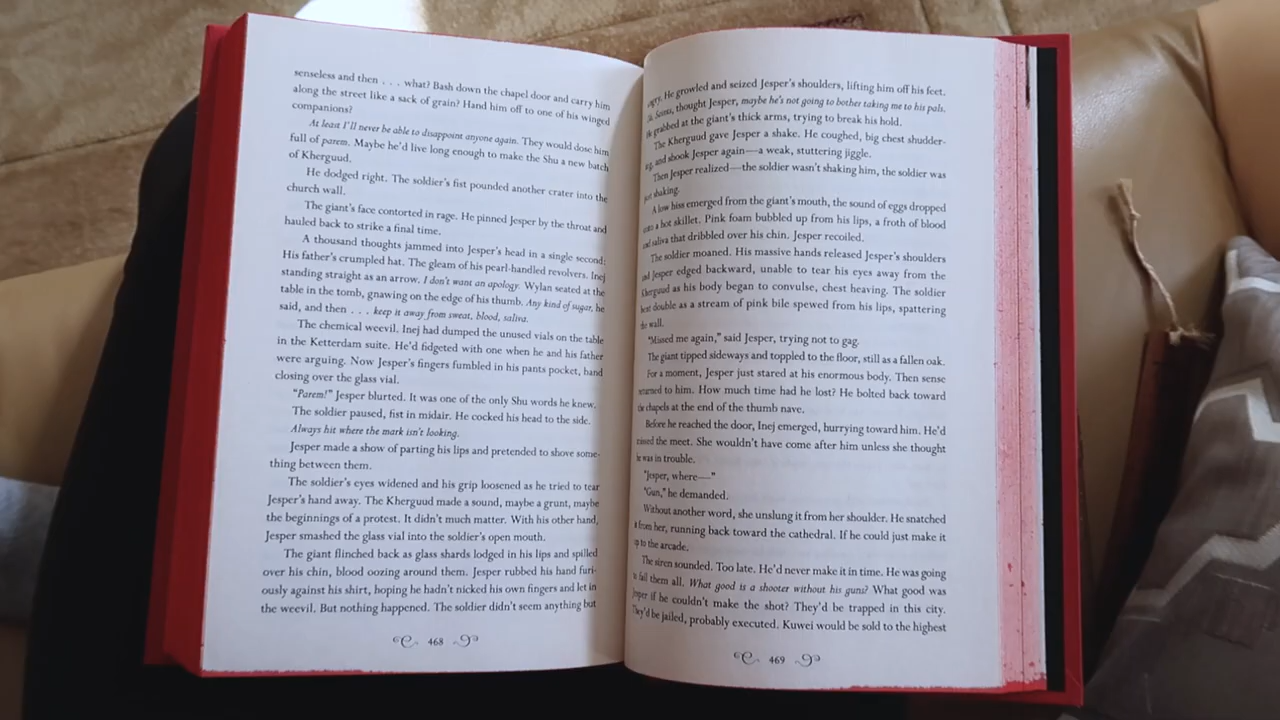 senseless and then . . . what? Bash down the chapel door and carry him
along the street like a sack of grain? Hand him off to one of his winged
companions?
At least I'll never be able to disappoint anyone again. They would dose him
full of parem. Maybe he'd live long enough to make the Shu a new batch
of Kherguud.
He dodged right. The soldier's fist pounded another crater into the
church wall.
The giant's face contorted in rage. He pinned Jesper by the throat and
hauled back to strike a final time.
A thousand thoughts jammed into Jesper's head in a single second:
His father's crumpled hat. The gleam of his pearl-handled revolvers. Inej
standing straight as an arrow. I don't want an apology. Wylan seated at the
table in the tomb, gnawing on the edge of his thumb. Any kind of sugar, he
said, and then . . . keep it away from sweat, blood, saliva.
The chemical weevil. Inej had dumped the unused vials on the table
in the Ketterdam suite. He'd fidgeted with one when he and his father
were arguing. Now Jesper's fingers fumbled in his pants pocket, hand
closing over the glass vial.
"Parem!" Jesper blurted. It was one of the only Shu words he knew.
The soldier paused, fist in midair. He cocked his head to the side.
Always hit where the mark isn't looking.
Jesper made a show of parting his lips and pretended to shove some-
thing between them.
The soldier's eyes widened and his grip loosened as he tried to tear
Jesper's hand away. The Kherguud made a sound, maybe a grunt, maybe
the beginnings of a protest. It didn't much matter. With his other hand,
Jesper smashed the glass vial into the soldier's open mouth.
The giant flinched back as glass shards lodged in his lips and spilled
over his chin, blood oozing around them. Jesper rubbed his hand furi-
ously against his shirt, hoping he hadn't nicked his own fingers and let in
the weevil. But nothing happened. The soldier didn't seem anything but
468
angry. He growled and seized Jesper's shoulders, lifting him off his feet.
Saints, thought Jesper, maybe he's not going to bother taking me to his pals.
He grabbed at the giant's thick arms, trying to break his hold.
The Kherguud gave Jesper a shake. He coughed, big chest shudder-
ing, and shook Jesper again—a weak, stuttering jiggle.
Then Jesper realized—the soldier wasn't shaking him, the soldier was
just shaking.
A low hiss emerged from the giant's mouth, the sound of eggs dropped
onto a hot skillet. Pink foam bubbled up from his lips, a froth of blood
and saliva that dribbled over his chin. Jesper recoiled.
The soldier moaned. His massive hands released Jesper's shoulders
and Jesper edged backward, unable to tear his eyes away from the
Kherguud as his body began to convulse, chest heaving. The soldier
bent double as a stream of pink bile spewed from his lips, spattering
the wall.
"Missed me again," said Jesper, trying not to gag.
The giant tipped sideways and toppled to the floor, still as a fallen oak.
For a moment, Jesper just stared at his enormous body. Then sense
returned to him. How much time had he lost? He bolted back toward
the chapels at the end of the thumb nave.
Before he reached the door, Inej emerged, hurrying toward him. He'd
missed the meet. She wouldn't have come after him unless she thought
he was in trouble.
"Jesper, where—"
"Gun," he demanded.
Without another word, she unslung it from her shoulder. He snatched
it from her, running back toward the cathedral. If he could just make it
up to the arcade.
The siren sounded. Too late. He'd never make it in time. He was going
to fail them all. What good is a shooter without his guns? What good was
Jesper if he couldn't make the shot? They'd be trapped in this city.
They'd be jailed, probably executed. Kuwei would be sold to the highest
469